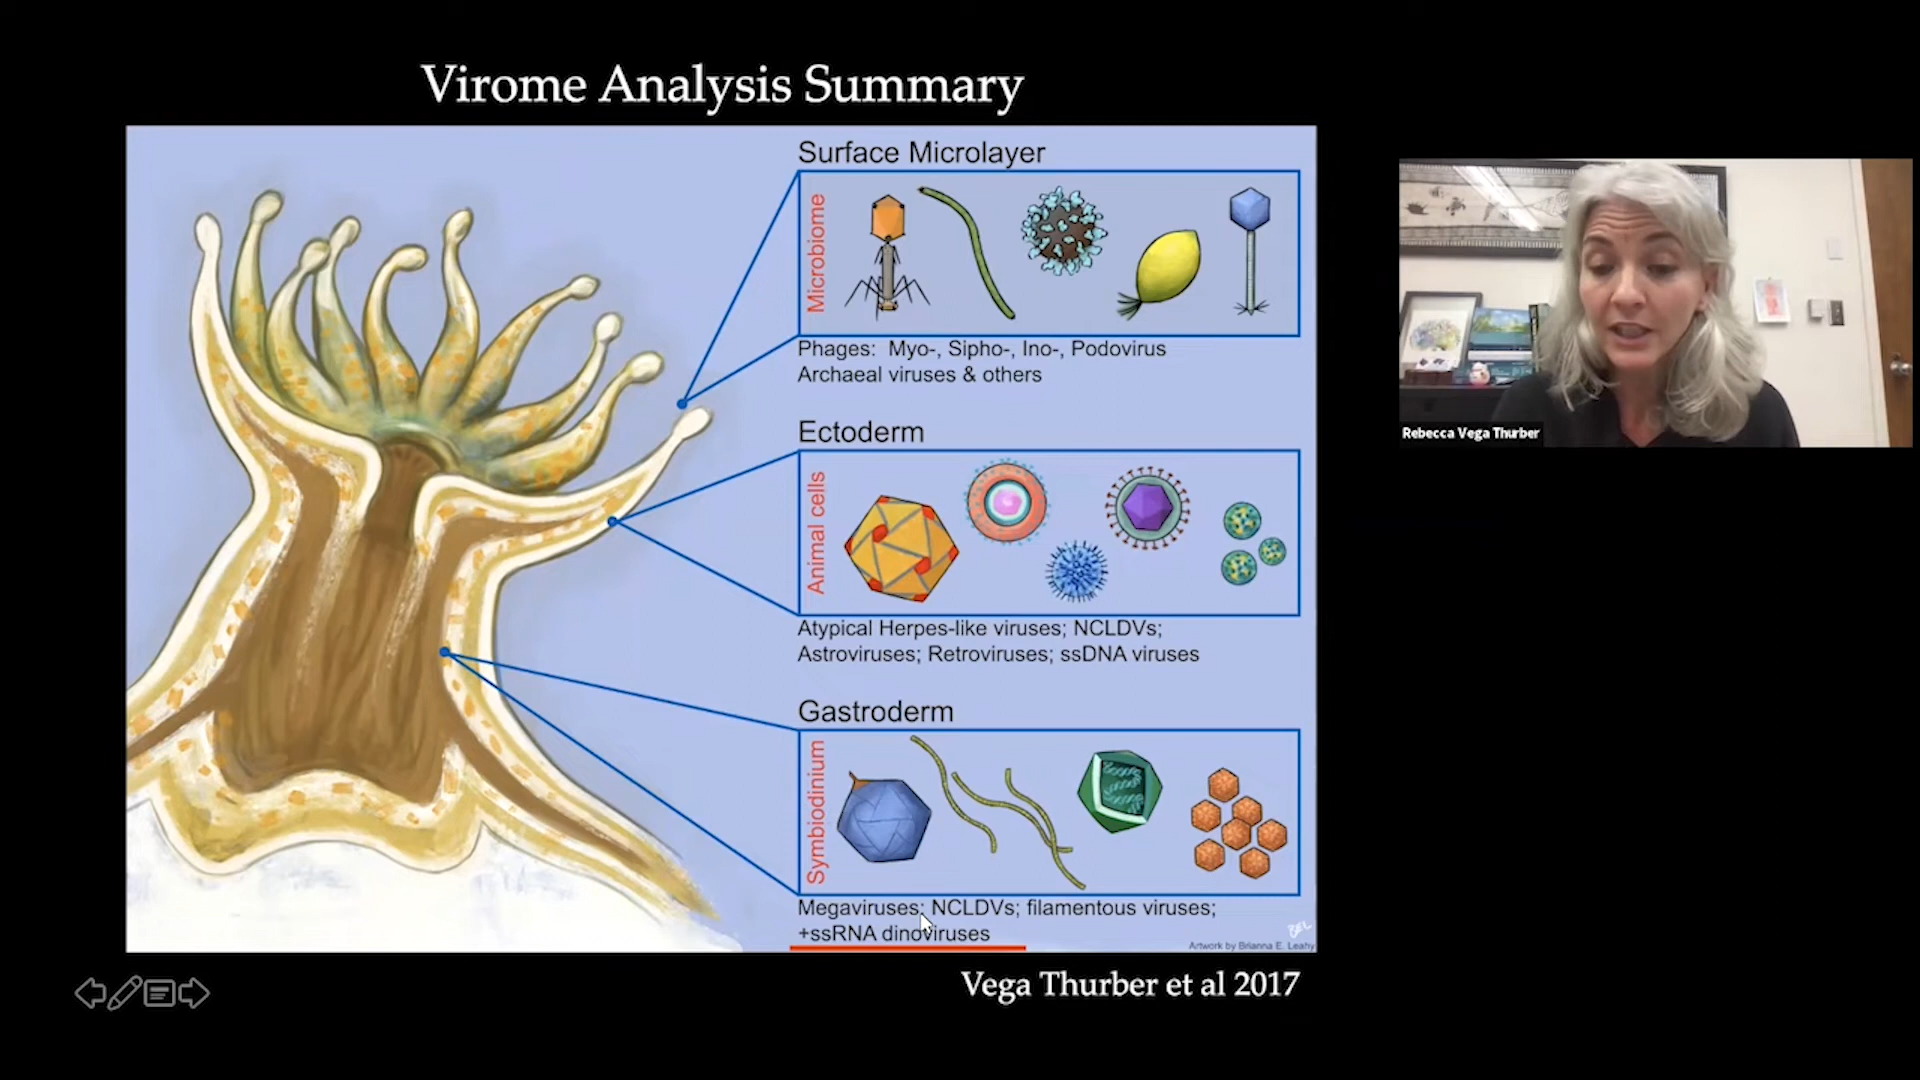 Virome Analysis Summary
Surface Microlayer
Microbiome
Phages: Myo-, Sipho-, Ino-, Podovirus
Archaeal viruses & others
Ectoderm
Animal cells
Atypical Herpes-like viruses; NCLDVs;
Astroviruses; Retroviruses; ssDNA viruses
Gastroderm
Symbiodinium
Megaviruses; NCLDVs; filamentous viruses;
+ssRNA dinoviruses
BEL
Artwork by Brianna E. Leahy
Vega Thurber et al 2017
Rebecca Vega Thurber